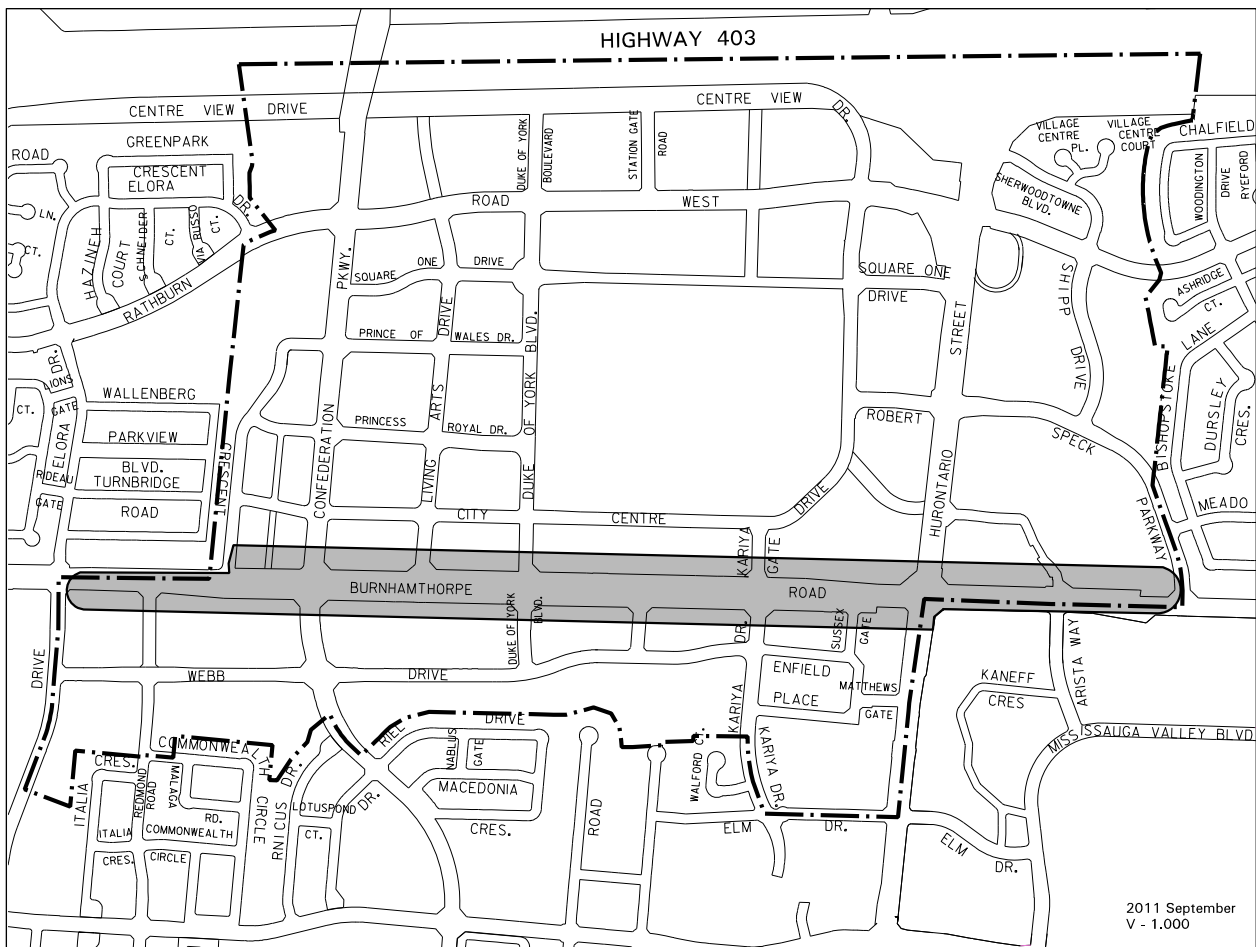 HIGHWAY 403
CENTRE VIEW DRIVE
CENTRE VIEW DR.
GREENPARK
ROAD
CRESCENT
ELORA
DR.
LN.
CT.
HAZINEH
COURT
SCHNEIDER
CT.
VIA RUSSO
CT.
RATHBURN
ROAD
WEST
DUKE OF YORK
BOULEVARD
STATION GATE
ROAD
VILLAGE
CENTRE
PL.
VILLAGE
CENTRE
COURT
CHALFIELD
SHERWOODTOWNE
BLVD.
WOODINGTON
DRIVE
RYEFORD
PKWY.
SQUARE ONE DRIVE
SQUARE ONE
DRIVE
STREET
SHIPP
DRIVE
ASHRIDGE
CT.
LANE
PRINCE OF
WALES DR.
DRIVE
BLVD.
DR.
LIONS
GATE
CT.
WALLENBERG
PARKVIEW
BLVD.
TURNBRIDGE
ROAD
ELORA
RIDEAU
GATE
CRESCENT
CONFEDERATION
PRINCESS
ROYAL DR.
LIVING
ARTS
DUKE OF YORK
ROBERT
SPECK
PARKWAY
BISHOPSTOKE
DURSLEY
CRES.
MEADO
HURONTARIO
CITY
CENTRE
DRIVE
KARIYA
GATE
BURNHAMTHORPE
ROAD
DUKE OF YORK
BLVD.
DR.
SUSSEX
GATE
DRIVE
WEBB
DRIVE
ENFIELD
PLACE
MATTHEWS
GATE
KARIYA
KANEFF
CRES
ARISTA WAY
MISSISSAUGA VALLEY BLVD.
COMMONWEALTH
CIRCLE
CRES.
ITALIA
REDMOND
ROAD
MALAGA
RD.
ITALIA
CRES.
COMMONWEALTH
CIRCLE
DR.
LOTUSPOND
CT.
DR.
RIEL
DRIVE
NABLUS
GATE
MACEDONIA
CRES.
ROAD
WALFORD CT.
KARIYA DR.
ELM
DR.
ELM
DR.
2011 September
V - 1.000